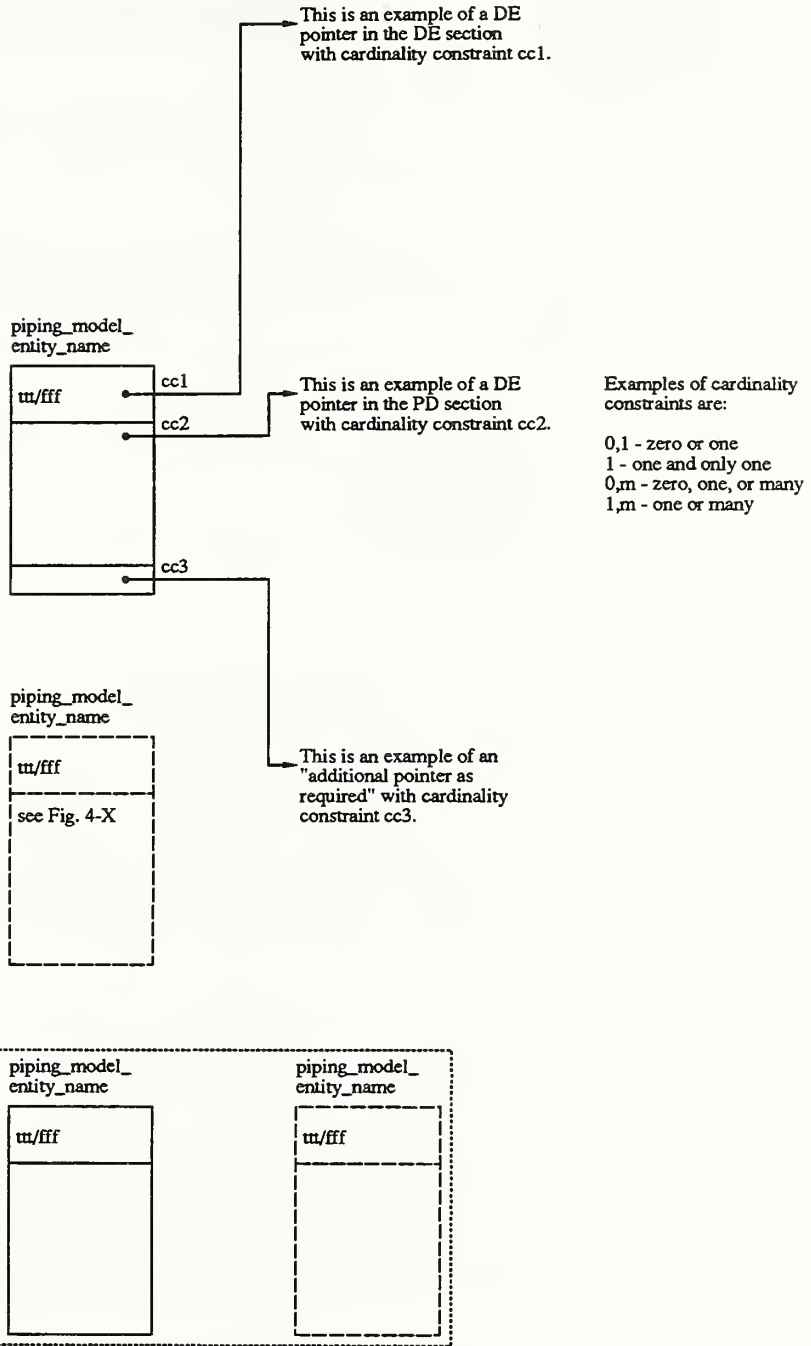 This is an example of a DE
pointer in the DE section
with cardinality constraint cc1.
piping_model_
entity_name
ttt/fff
cc1
cc2
cc3
This is an example of a DE
pointer in the PD section
with cardinality constraint cc2.
Examples of cardinality
constraints are:
0,1 - zero or one
1 - one and only one
0,m - zero, one, or many
1,m - one or many
piping_model_
entity_name
ttt/fff
see Fig. 4-X
This is an example of an
"additional pointer as
required" with cardinality
constraint cc3.
piping_model_
entity_name
ttt/fff
piping_model_
entity_name
ttt/fff